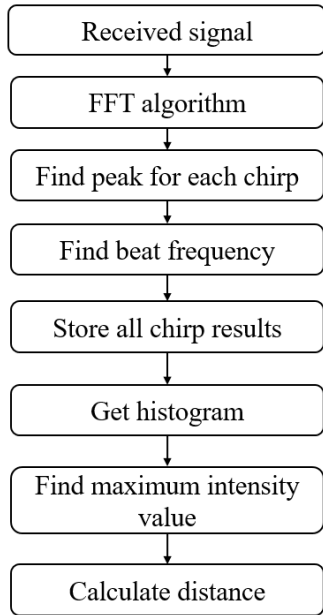 Received signal
FFT algorithm
Find peak for each chirp
Find beat frequency
Store all chirp results
Get histogram
Find maximum intensity
value
Calculate distance